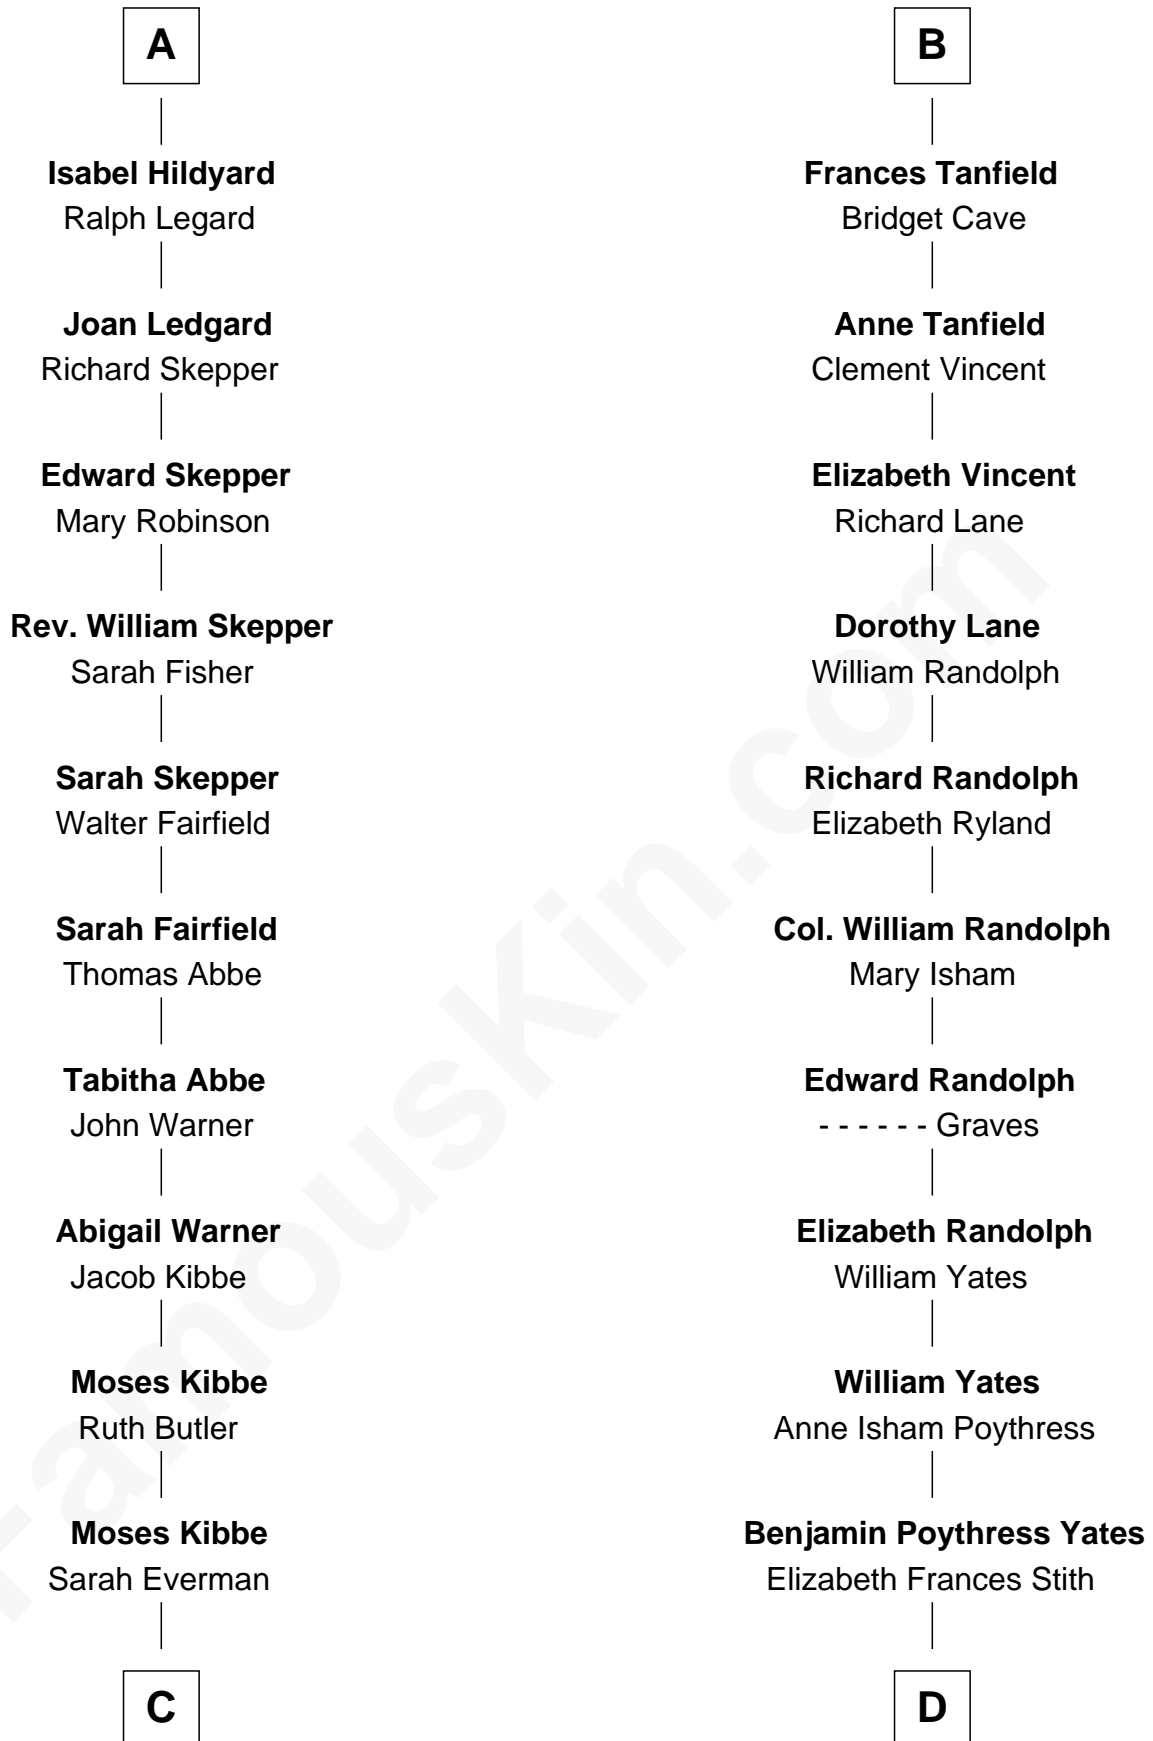 A
Isabel Hildyard
Ralph Legard
Joan Ledgard
Richard Skepper
Edward Skepper
Mary Robinson
Rev. William Skepper
Sarah Fisher
Sarah Skepper
Walter Fairfield
Sarah Fairfield
Thomas Abbe
Tabitha Abbe
John Warner
Abigail Warner
Jacob Kibbe
Moses Kibbe
Ruth Butler
Moses Kibbe
Sarah Everman
C
B
Frances Tanfield
Bridget Cave
Anne Tanfield
Clement Vincent
Elizabeth Vincent
Richard Lane
Dorothy Lane
William Randolph
Richard Randolph
Elizabeth Ryland
Col. William Randolph
Mary Isham
Edward Randolph
- - - - - - Graves
Elizabeth Randolph
William Yates
William Yates
Anne Isham Poythress
Benjamin Poythress Yates
Elizabeth Frances Stith
D
FamousKin.com